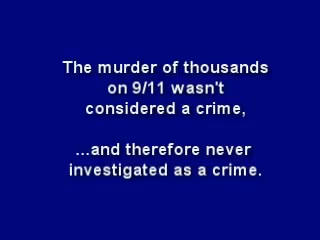 The murder of thousands
on 9/11 wasn't
considered a crime,
...and therefore never
investigated as a crime.